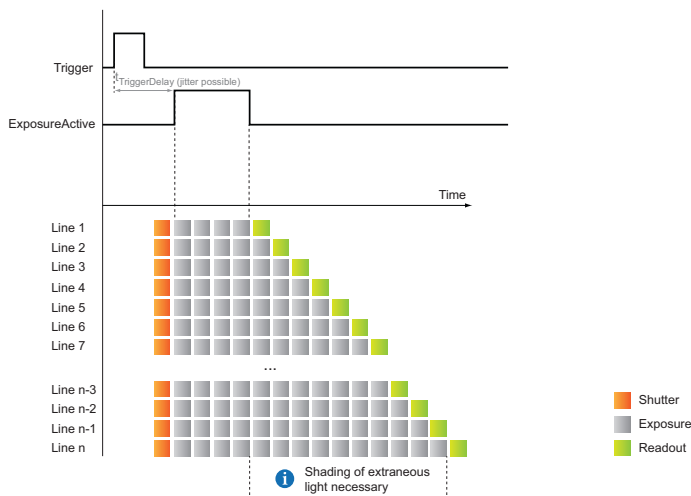 Trigger
tTriggerDelay (jitter possible)
ExposureActive
Time
Line 1
Line 2
Line 3
Line 4
Line 5
Line 6
Line 7
...
Line n-3
Line n-2
Line n-1
Line n
Shutter
Exposure
Readout
i
Shading of extraneous
light necessary